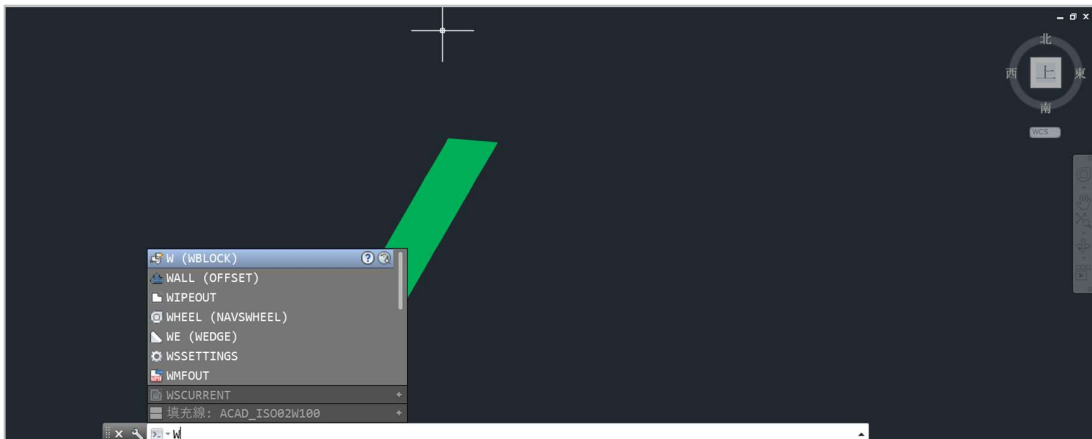 北
西 上 東
南
WCS
W (WBLOCK)
WALL (OFFSET)
WIPEOUT
WHEEL (NAVSWHEEL)
WE (WEDGE)
WSSETTINGS
WMFOUT
WSCURRENT
填充線: ACAD_ISO02W100
W